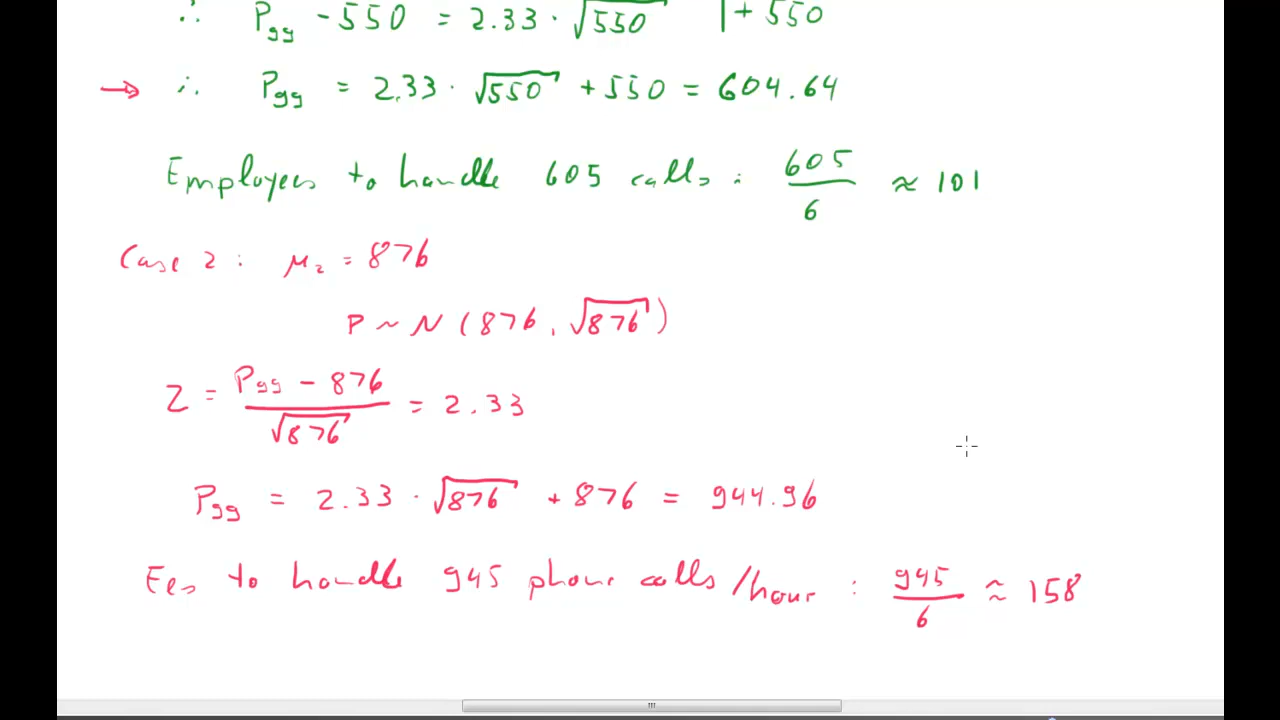 ∴ P99 - 550 = 2.33 · √550 | + 550
→ ∴ P99 = 2.33 · √550 + 550 = 604.64
Employees to handle 605 calls : 605/6 ≈ 101
Case 2 : μ2 = 876
P ~ N (876, √876)
Z = (P99 - 876)/√876 = 2.33
P99 = 2.33 · √876 + 876 = 944.96
Ees to handle 945 phone calls/hour : 945/6 ≈ 158